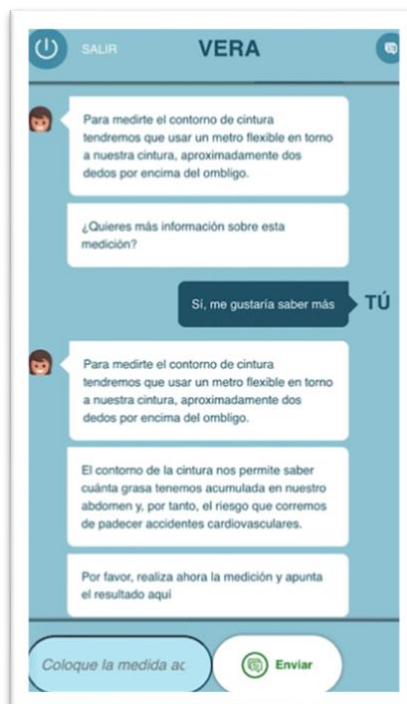 SALIR
VERA
Para medirte el contorno de cintura
tendremos que usar un metro flexible en torno
a nuestra cintura, aproximadamente dos
dedos por encima del ombligo.
¿Quieres más información sobre esta
medición?
Sí, me gustaría saber más
TÚ
Para medirte el contorno de cintura
tendremos que usar un metro flexible en torno
a nuestra cintura, aproximadamente dos
dedos por encima del ombligo.
El contorno de la cintura nos permite saber
cuánta grasa tenemos acumulada en nuestro
abdomen y, por tanto, el riesgo que corremos
de padecer accidentes cardiovasculares.
Por favor, realiza ahora la medición y apunta
el resultado aquí
Coloque la medida ac
Enviar